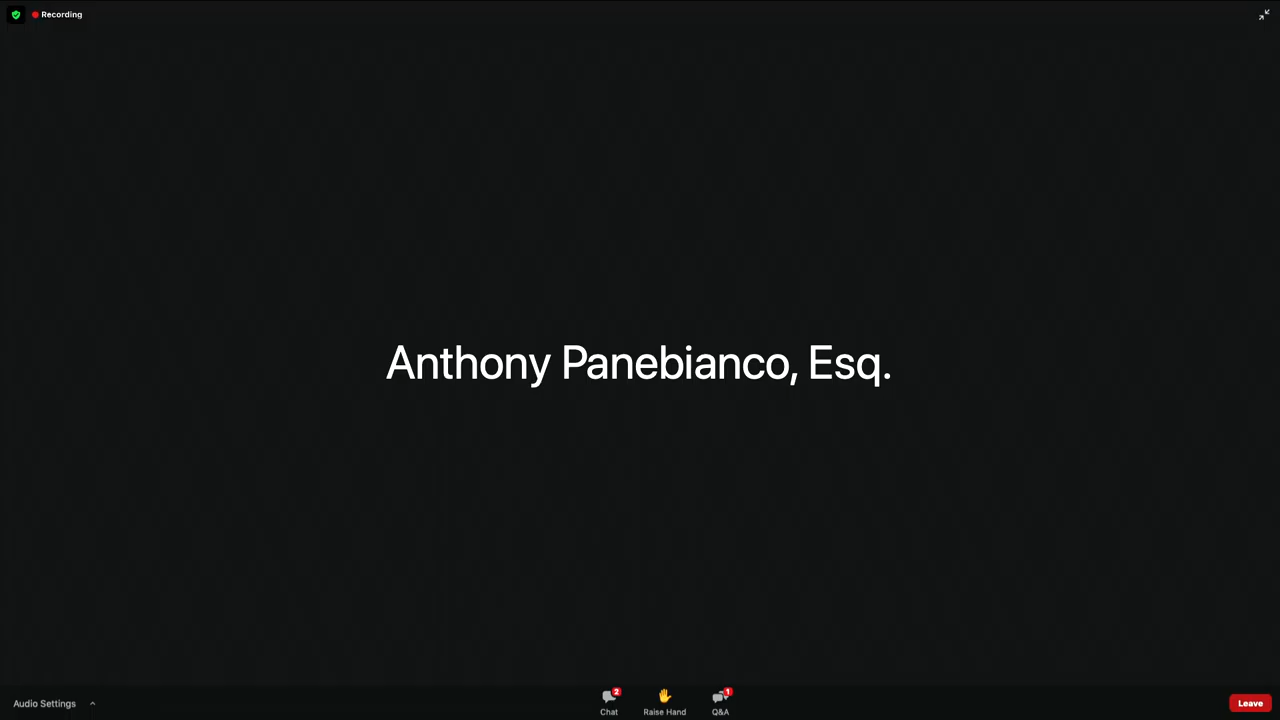 Recording
Anthony Panebianco, Esq.
Audio Settings
2
Chat
Raise Hand
1
Q&A
Leave